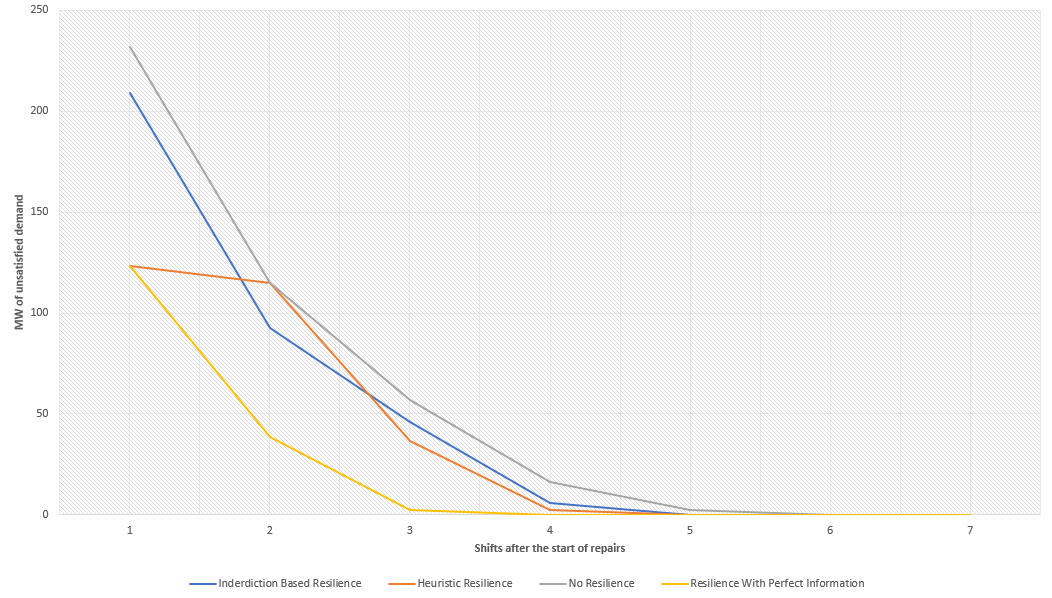 250
200
150
100
50
0
MW of unsatisfied demand
1 2 3 4 5 6 7
Shifts after the start of repairs
Inderdiction Based Resilience Heuristic Resilience No Resilience Resilience With Perfect Information